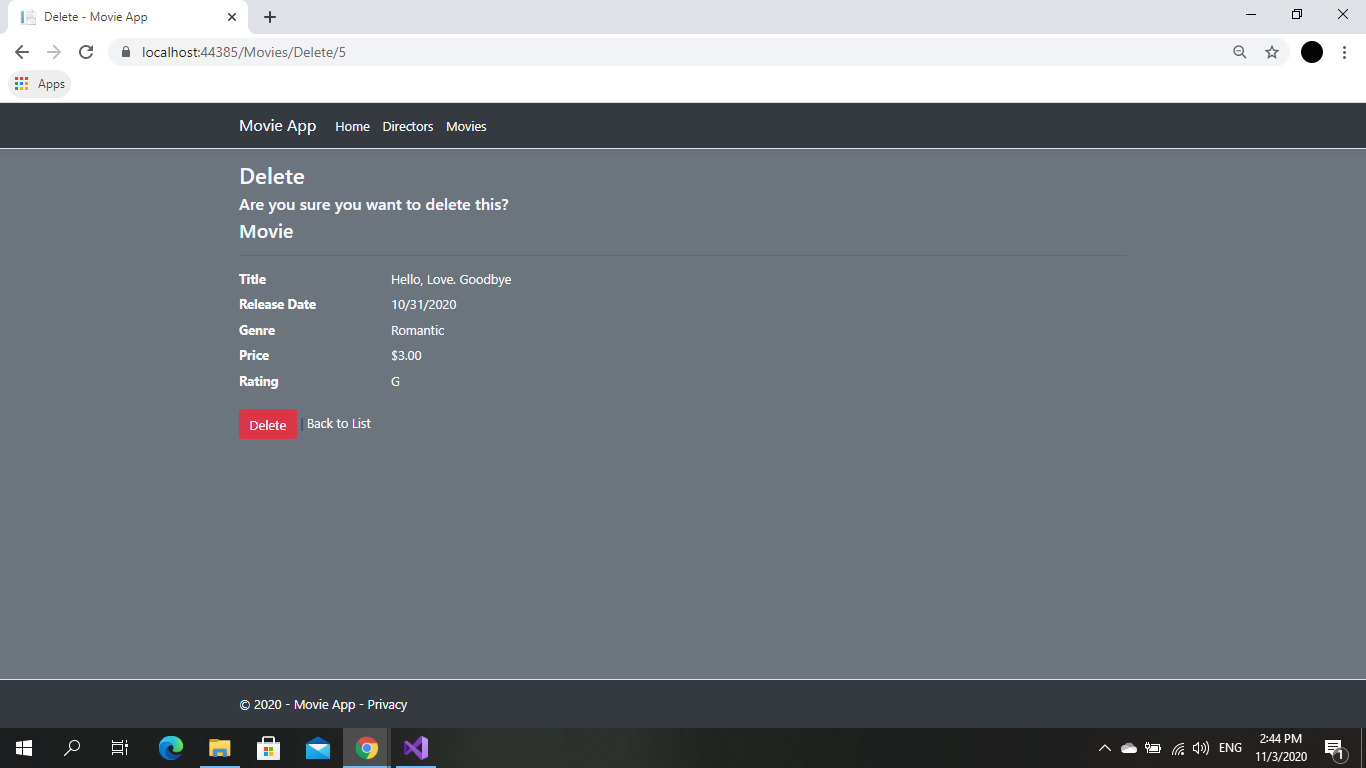 Delete - Movie App
localhost:44385/Movies/Delete/5
Apps
Movie App Home Directors Movies
Delete
Are you sure you want to delete this?
Movie
Title Hello, Love. Goodbye
Release Date 10/31/2020
Genre Romantic
Price $3.00
Rating G
Delete | Back to List
© 2020 - Movie App - Privacy
ENG
2:44 PM
11/3/2020
1